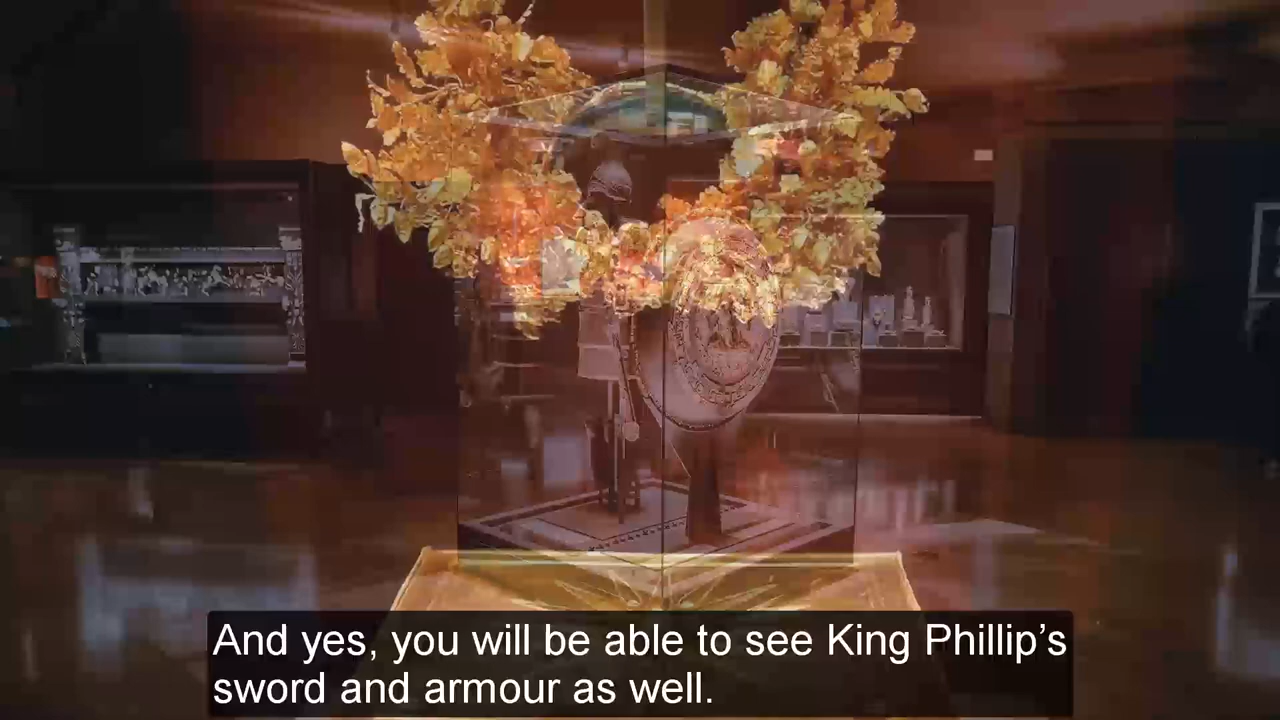 And yes, you will be able to see King Phillip’s
sword and armour as well.